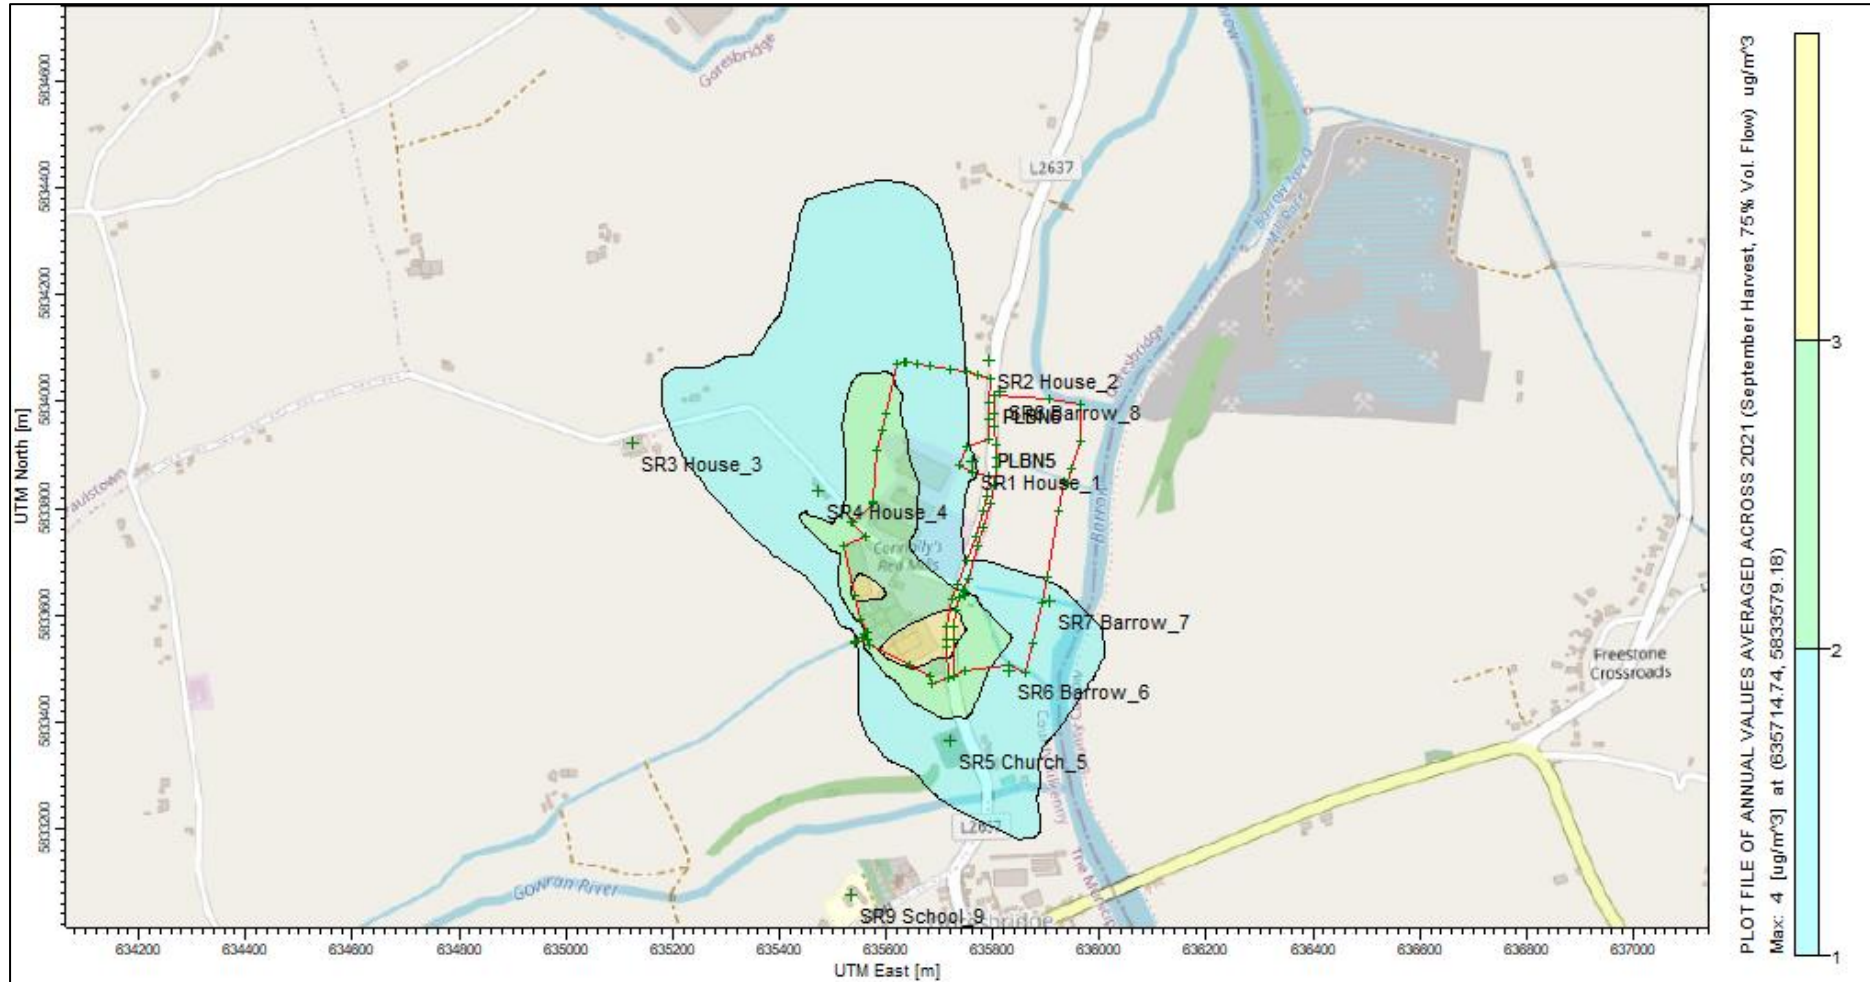 Goresbridge
L2637
Barrow Navig
Mill Race
Goresbridge
SR2 House_2
SR8 Barrow_8
PLBN6
PLBN5
SR1 House_1
SR3 House_3
SR4 House_4
Connolly's
Red Mills
Barrow
SR7 Barrow_7
SR6 Barrow_6
SR5 Church_5
Freestone
Crossroads
L2637
Gowran River
SR9 School_9
The Municip
5834600
5834400
5834200
5834000
5833800
5833600
5833400
5833200
UTM North [m]
634200 634400 634600 634800 635000 635200 635400 635600 635800 636000 636200 636400 636600 636800 637000
UTM East [m]
PLOT FILE OF ANNUAL VALUES AVERAGED ACROSS 2021 (September Harvest, 75% Vol. Flow) ug/m^3
Max: 4 [ug/m^3] at (635714.74, 5833579.18)
3
2
1